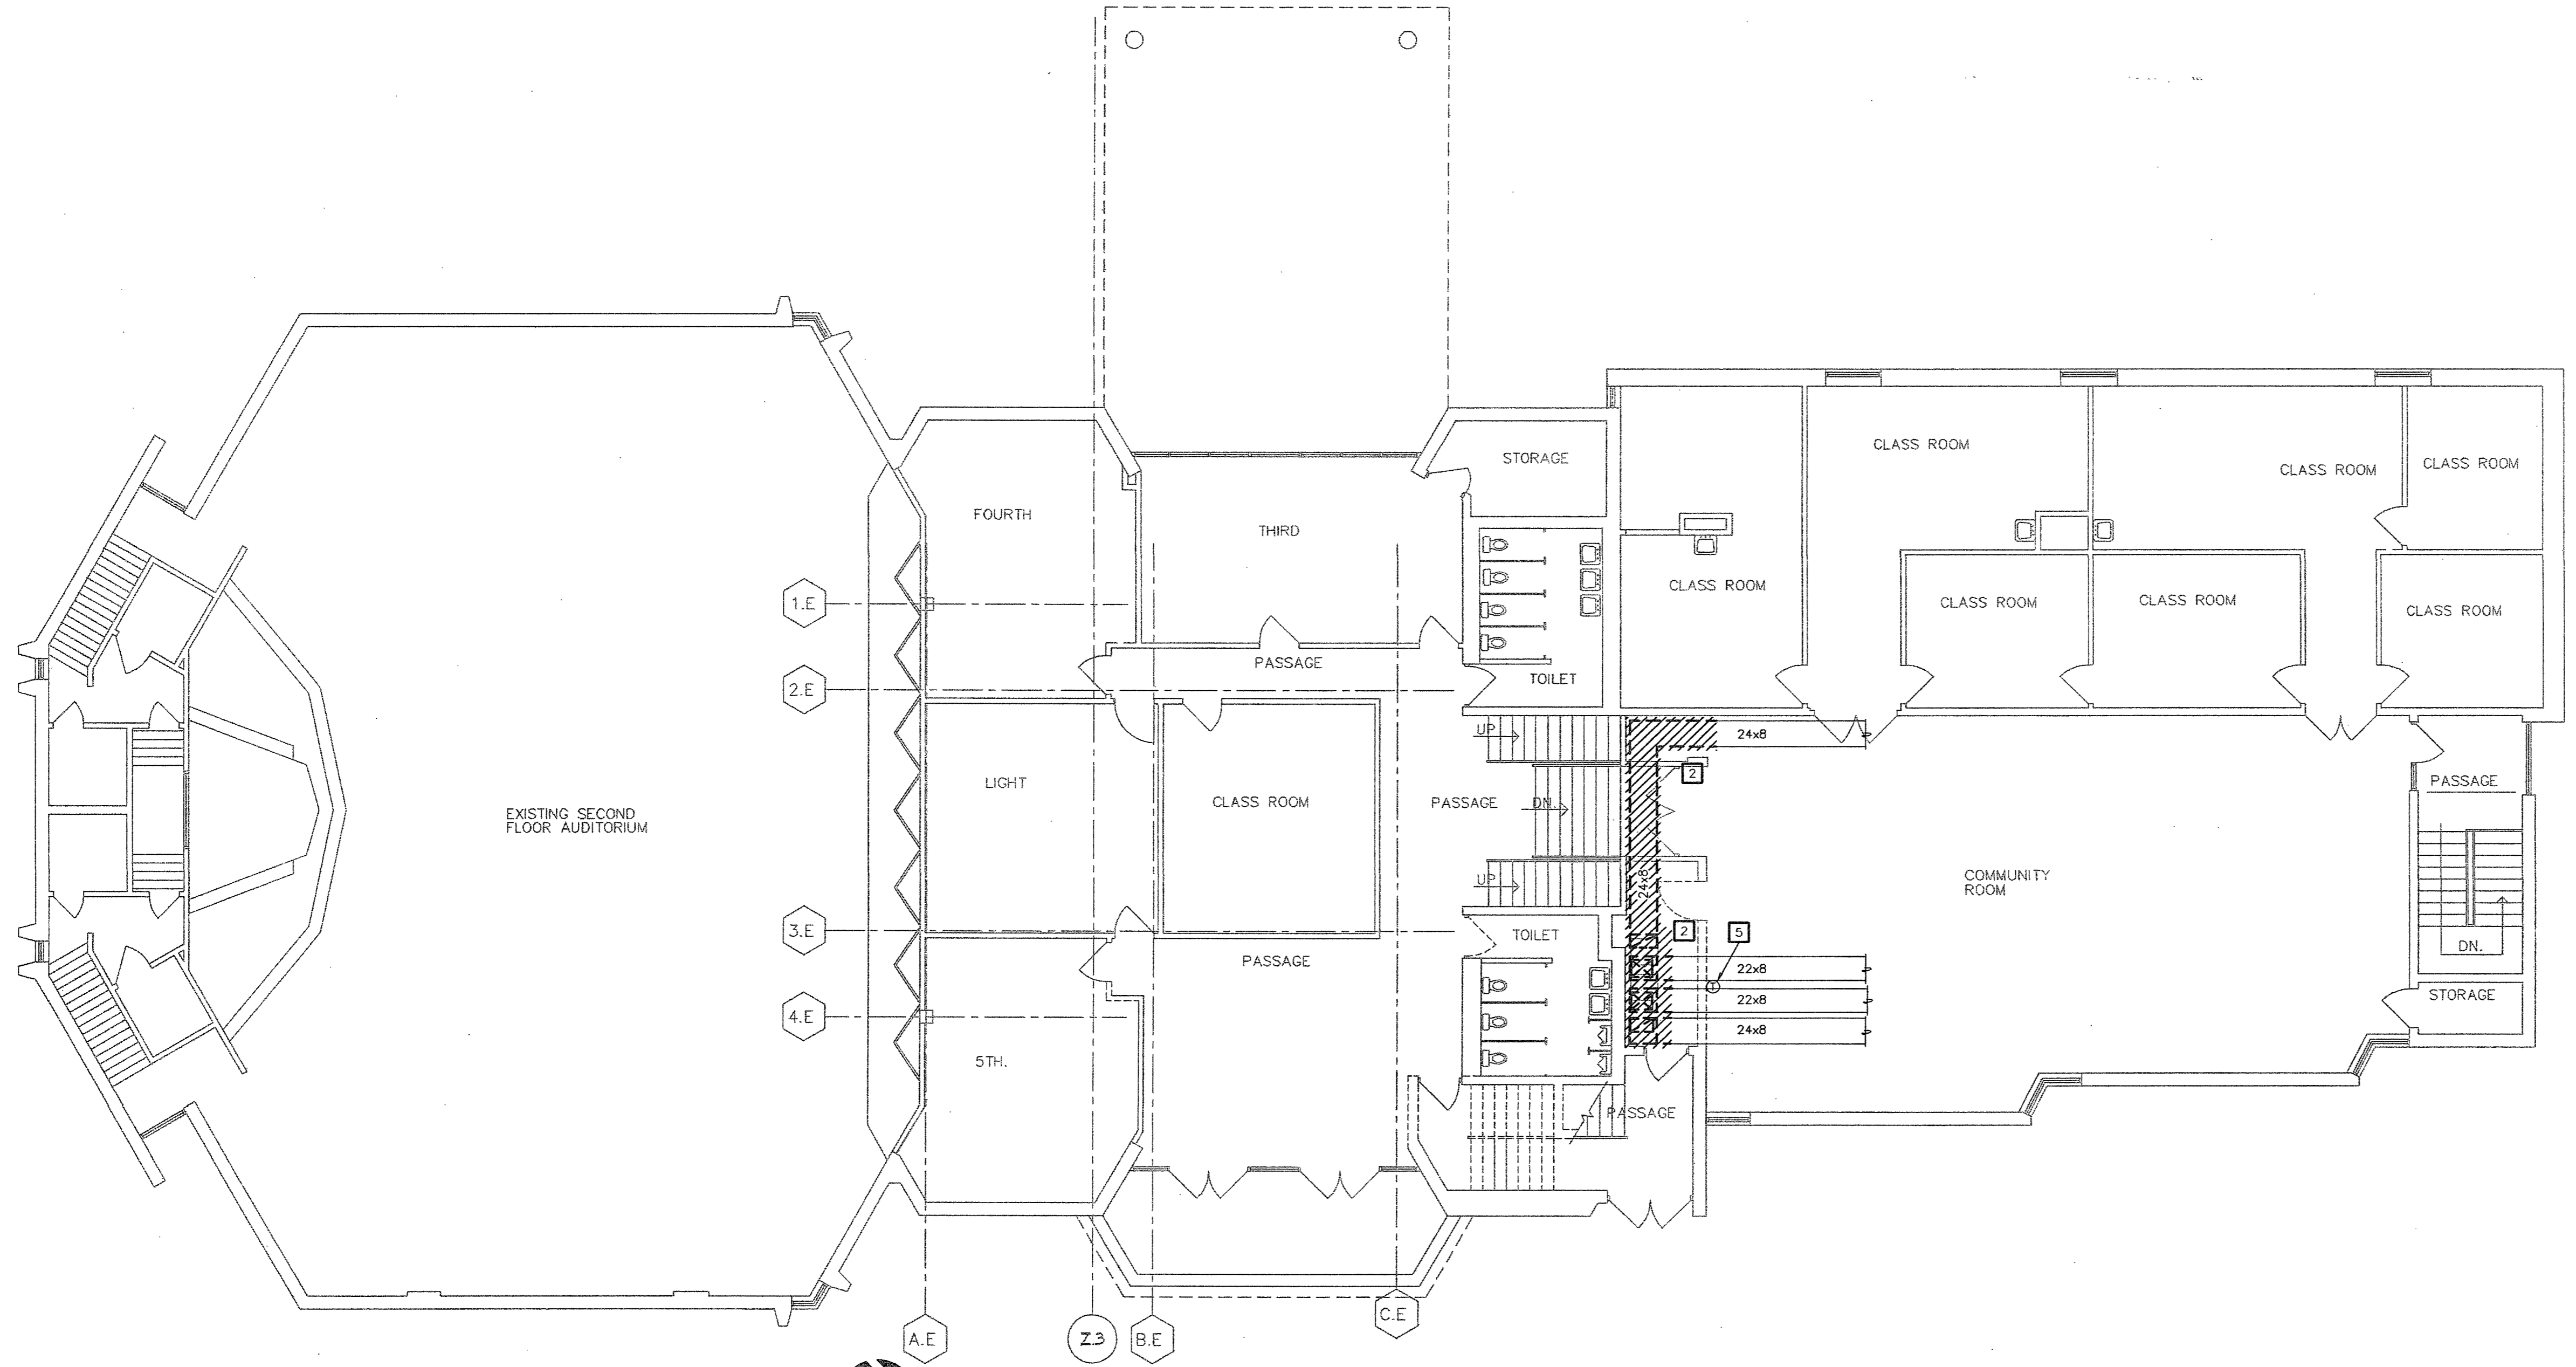 STORAGE
CLASS ROOM
CLASS ROOM
CLASS ROOM
FOURTH
THIRD
CLASS ROOM
CLASS ROOM
CLASS ROOM
CLASS ROOM
1.E
PASSAGE
TOILET
2.E
UP
24x8
2
LIGHT
CLASS ROOM
PASSAGE
DN.
PASSAGE
EXISTING SECOND
FLOOR AUDITORIUM
UP
24x8
COMMUNITY
ROOM
3.E
TOILET
2
5
DN.
PASSAGE
22x8
T
4.E
22x8
STORAGE
24x8
5TH.
PASSAGE
A.E
Z.3
B.E
C.E